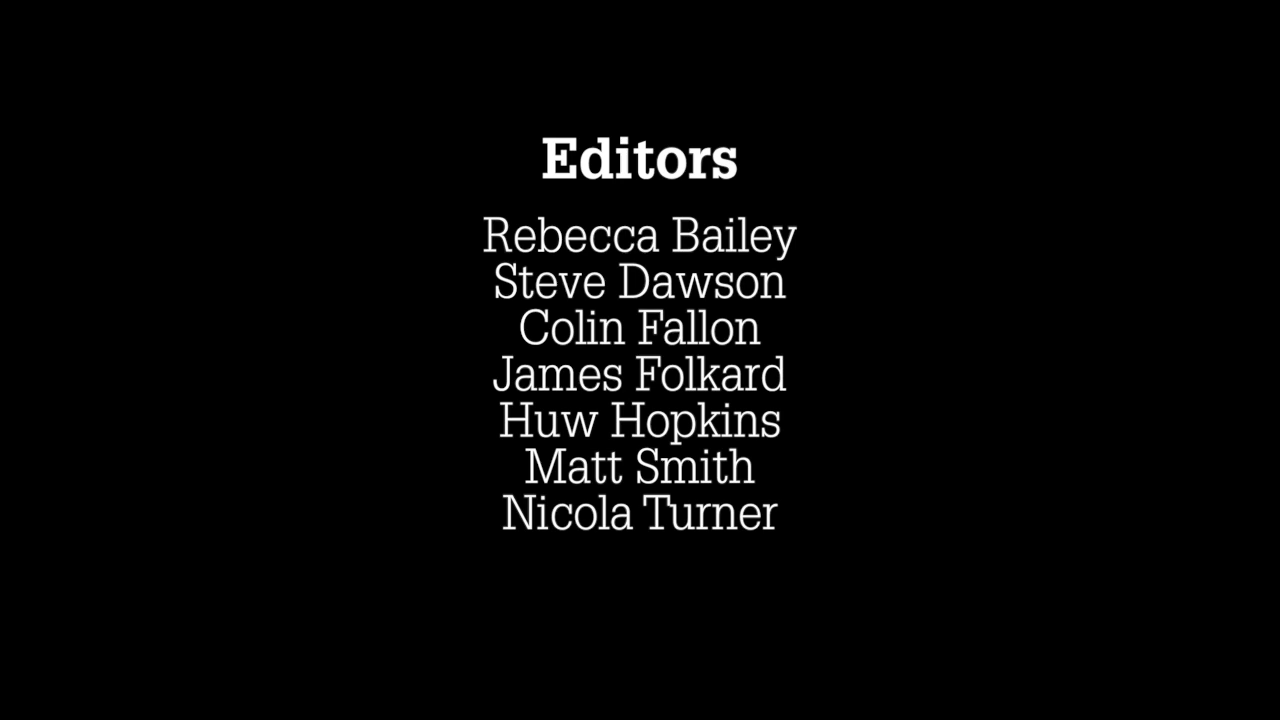 Editors
Rebecca Bailey
Steve Dawson
Colin Fallon
James Folkard
Huw Hopkins
Matt Smith
Nicola Turner